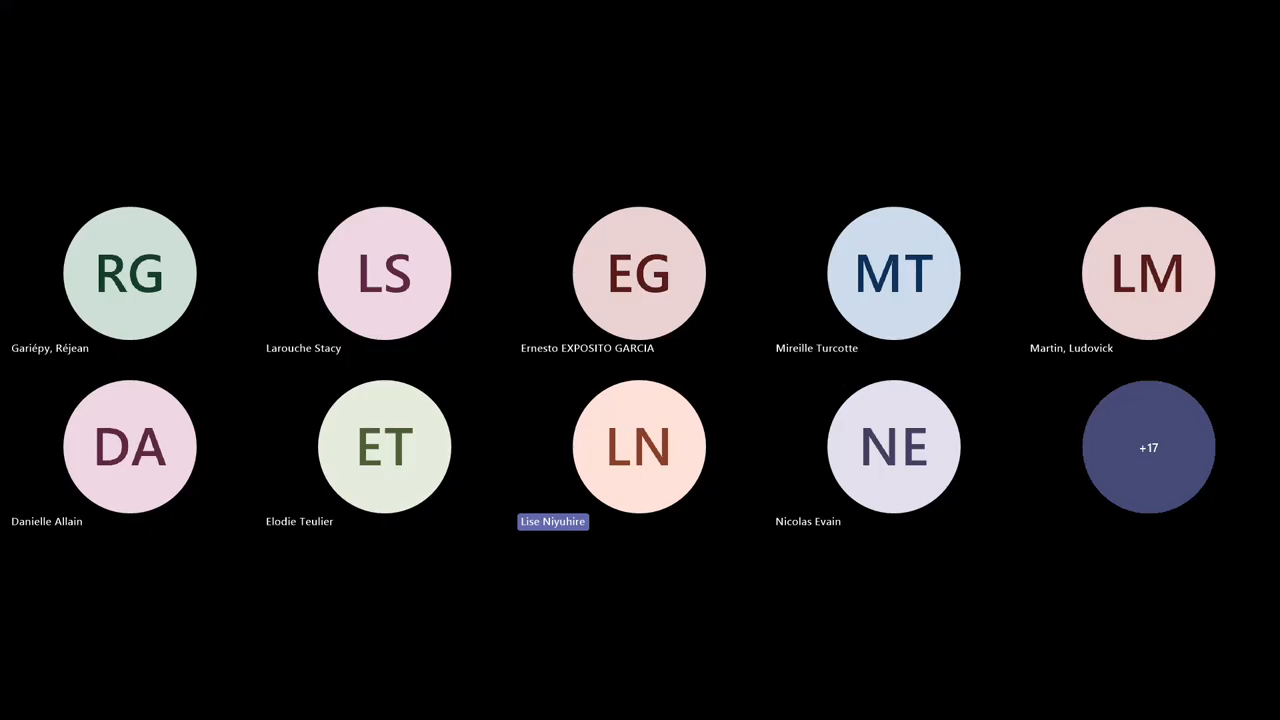 RG
LS
EG
MT
LM
Gariépy, Réjean
Larouche Stacy
Ernesto EXPOSITO GARCIA
Mireille Turcotte
Martin, Ludovick
DA
ET
LN
NE
+17
Danielle Allain
Elodie Teulier
Lise Niyuhire
Nicolas Evain